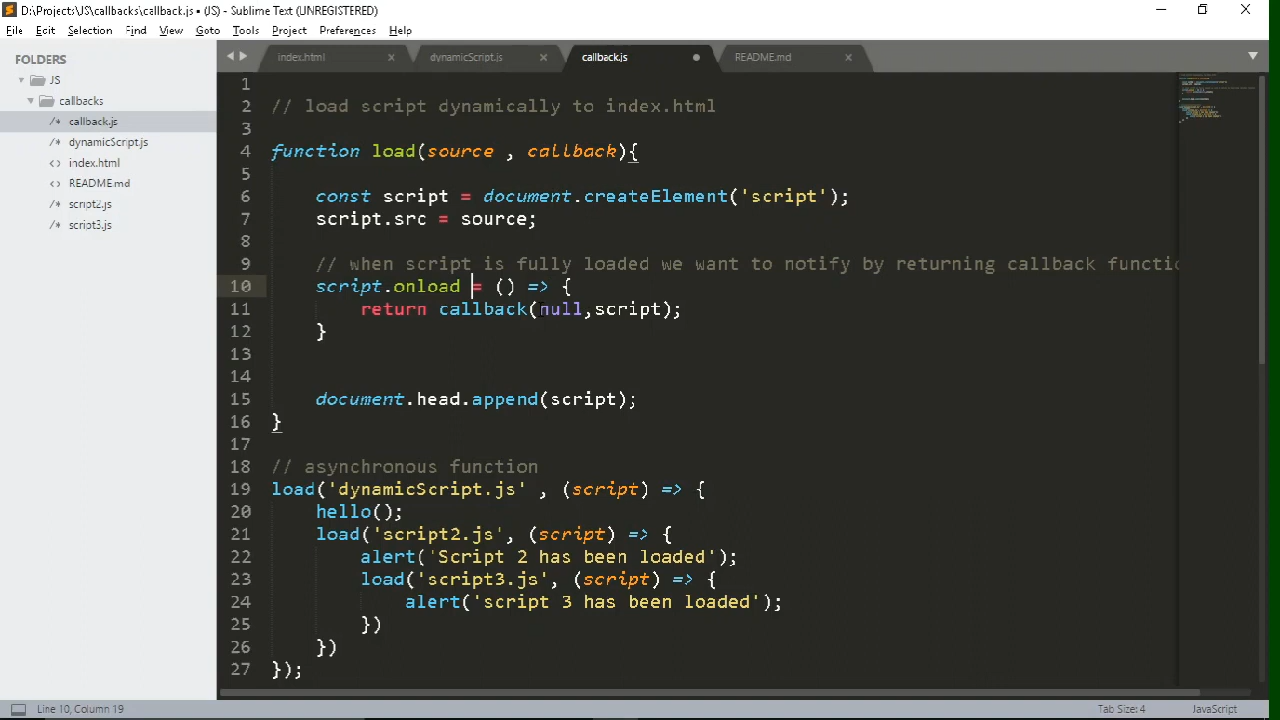 D:\Projects\JS\callbacks\callback.js • (JS) - Sublime Text (UNREGISTERED)
File Edit Selection Find View Goto Tools Project Preferences Help
FOLDERS
JS
callbacks
/* callback.js
/* dynamicScript.js
<> index.html
<> README.md
/* script2.js
/* script3.js
index.html × dynamicScript.js × callback.js README.md ×
1
2 // load script dynamically to index.html
3
4 function load(source , callback){
5
6 const script = document.createElement('script');
7 script.src = source;
8
9 // when script is fully loaded we want to notify by returning callback functio
10 script.onload = () => {
11 return callback(null,script);
12 }
13
14
15 document.head.append(script);
16 }
17
18 // asynchronous function
19 load('dynamicScript.js' , (script) => {
20 hello();
21 load('script2.js', (script) => {
22 alert('Script 2 has been loaded');
23 load('script3.js', (script) => {
24 alert('script 3 has been loaded');
25 })
26 })
27 });
Line 10, Column 19 Tab Size: 4 JavaScript